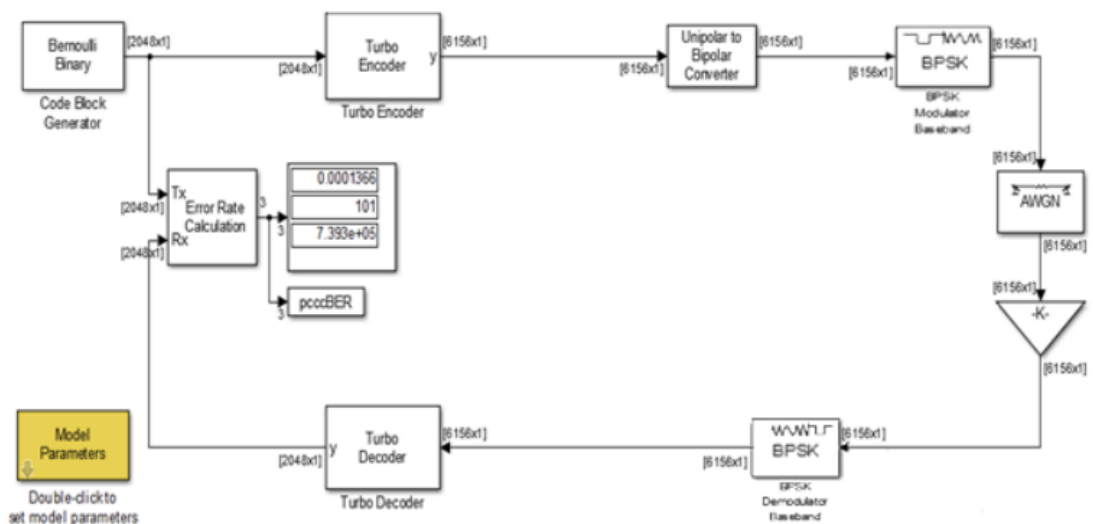 Bernoulli
Binary
Code Block
Generator
[2048x1]
[2048x1]
Turbo
Encoder
y
Turbo Encoder
[6156x1]
[6156x1]
Unipolar to
Bipolar
Converter
[6156x1]
[6156x1]
BPSK
BPSK
Modulator
Baseband
[6156x1]
[6156x1]
AWGN
[6156x1]
[6156x1]
-K-
[6156x1]
Tx
[2048x1]
Error Rate
Calculation
Rx
[2048x1]
3
3
0.0001366
101
7.393e+05
pcccBER
3
Model
Parameters
Double-click to
set model parameters
[2048x1]
y
Turbo
Decoder
Turbo Decoder
[6156x1]
[6156x1]
BPSK
BPSK
Demodulator
Baseband
[6156x1]